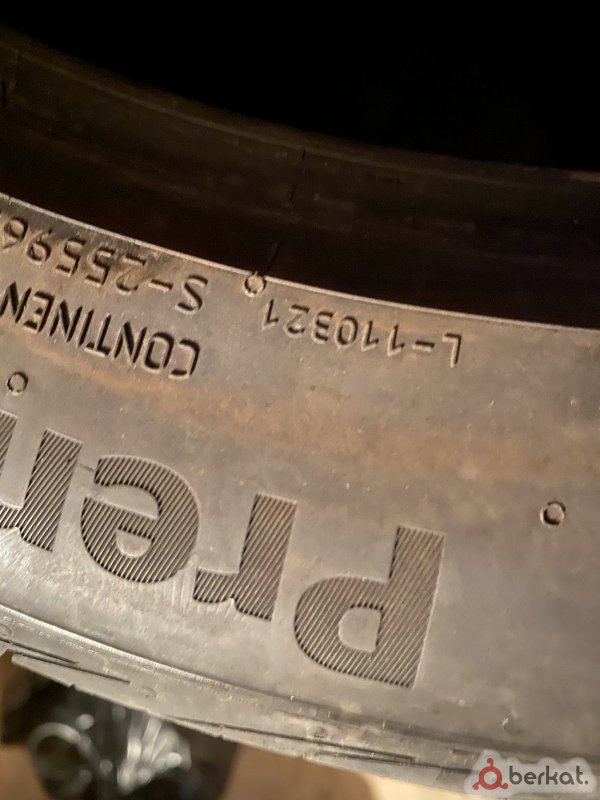 Prem
CONTINEN
L-110321
S-25596
berkat.